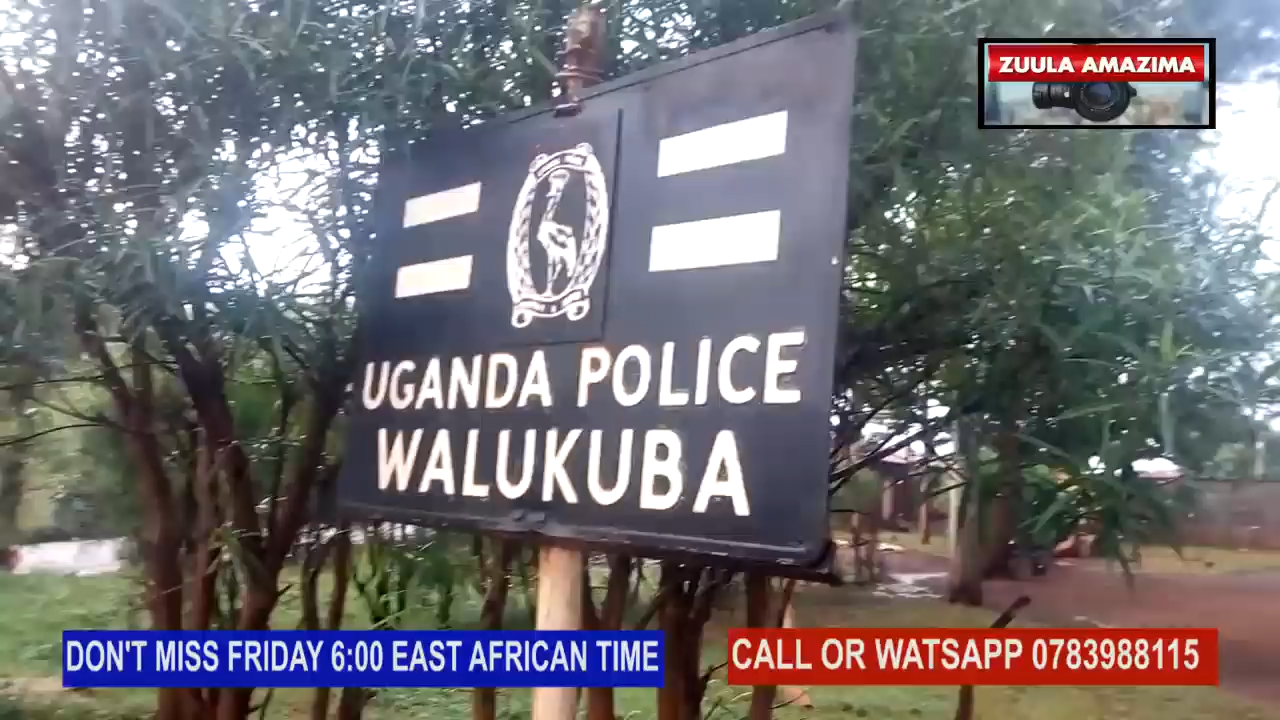 ZUULA AMAZIMA
UGANDA POLICE
WALUKUBA
DON'T MISS FRIDAY 6:00 EAST AFRICAN TIME
CALL OR WATSAPP 0783988115